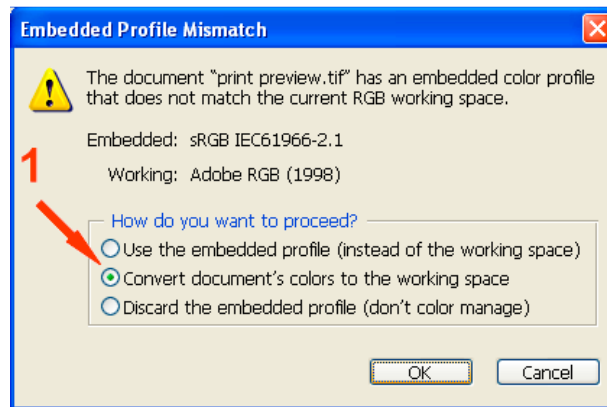 Embedded Profile Mismatch
The document "print preview.tif" has an embedded color profile
that does not match the current RGB working space.
Embedded: sRGB IEC61966-2.1
1
Working: Adobe RGB (1998)
How do you want to proceed?
Use the embedded profile (instead of the working space)
Convert document's colors to the working space
Discard the embedded profile (don't color manage)
OK Cancel